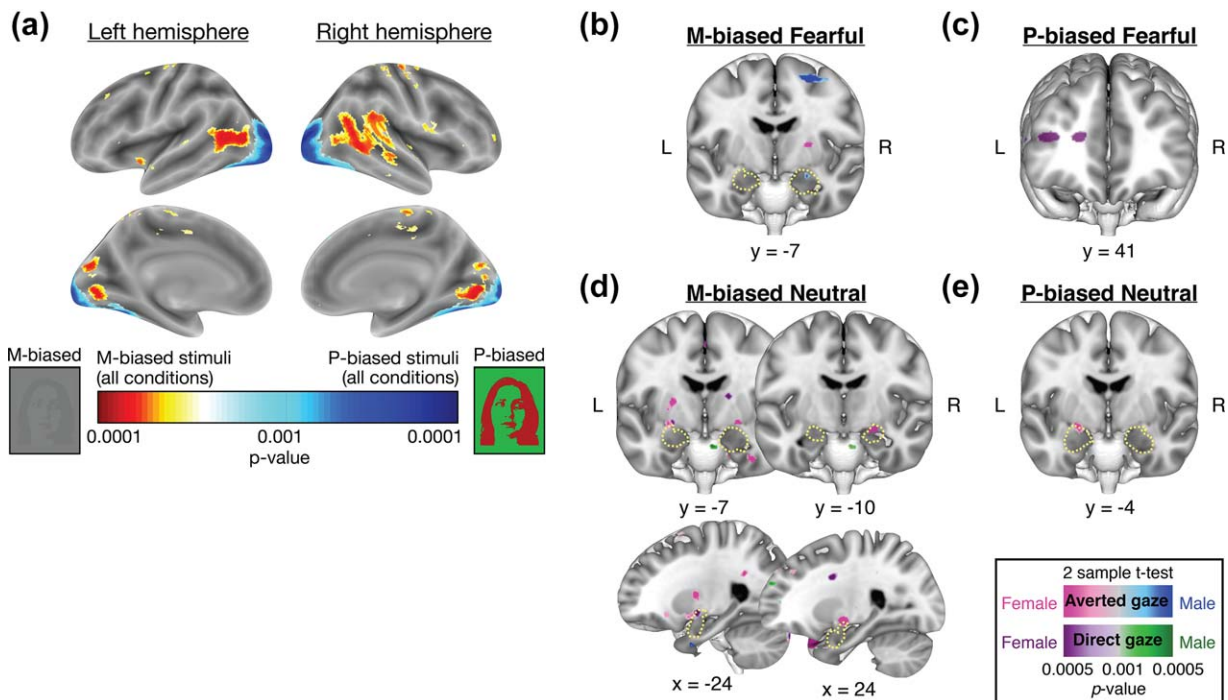 (a)
Left hemisphere
Right hemisphere
M-biased
M-biased stimuli
(all conditions)
P-biased stimuli
(all conditions)
P-biased
0.0001
0.001
0.0001
p-value
(b)
M-biased Fearful
L
R
y = -7
(c)
P-biased Fearful
L
R
y = 41
(d)
M-biased Neutral
L
R
y = -7
y = -10
x = -24
x = 24
(e)
P-biased Neutral
L
R
y = -4
2 sample t-test
Female Averted gaze Male
Female Direct gaze Male
0.0005 0.001 0.0005
p-value